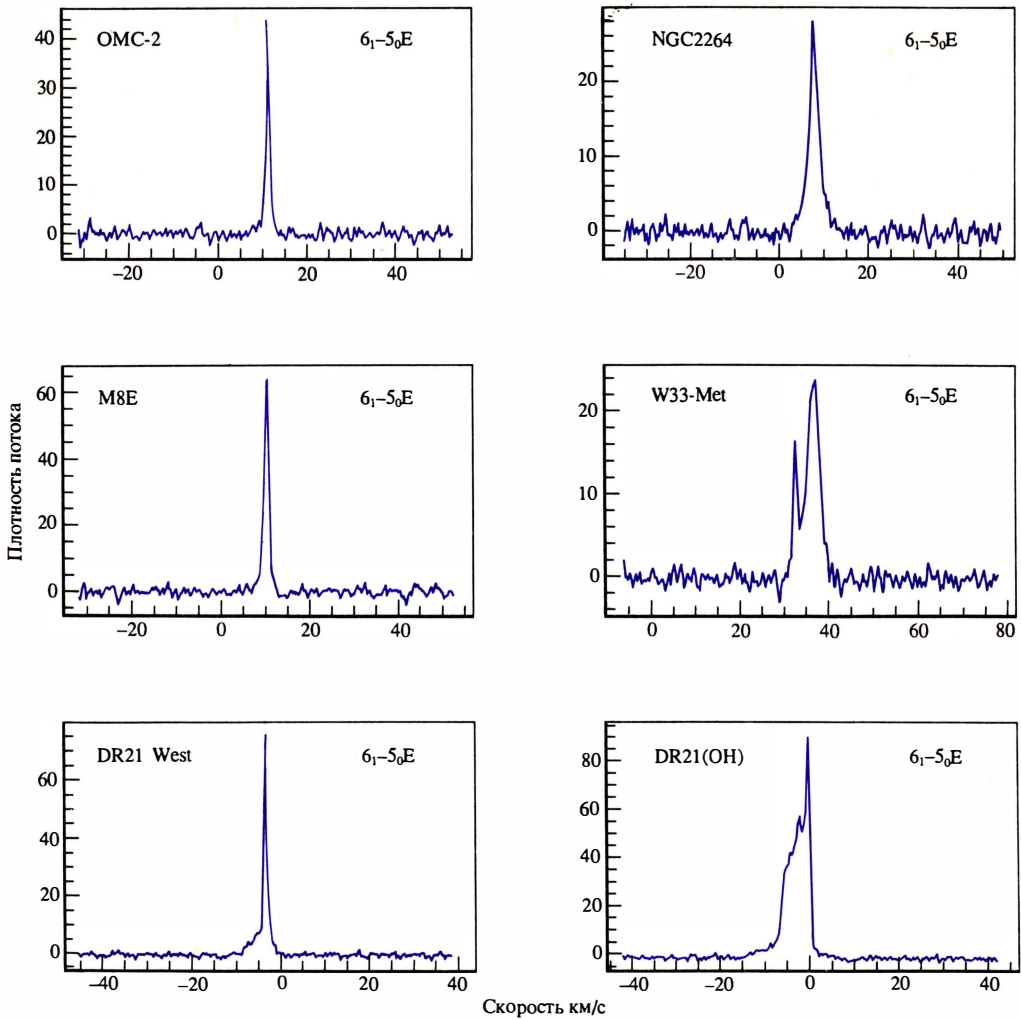 OMC-2 6₁–5₀E
40
30
20
10
0
–20 0 20 40
NGC2264 6₁–5₀E
20
10
0
–20 0 20 40
Плотность потока
M8E 6₁–5₀E
60
40
20
0
–20 0 20 40
W33-Met 6₁–5₀E
20
10
0
0 20 40 60 80
DR21 West 6₁–5₀E
60
40
20
0
–40 –20 0 20 40
DR21(OH) 6₁–5₀E
80
60
40
20
0
–40 –20 0 20 40
Скорость км/с